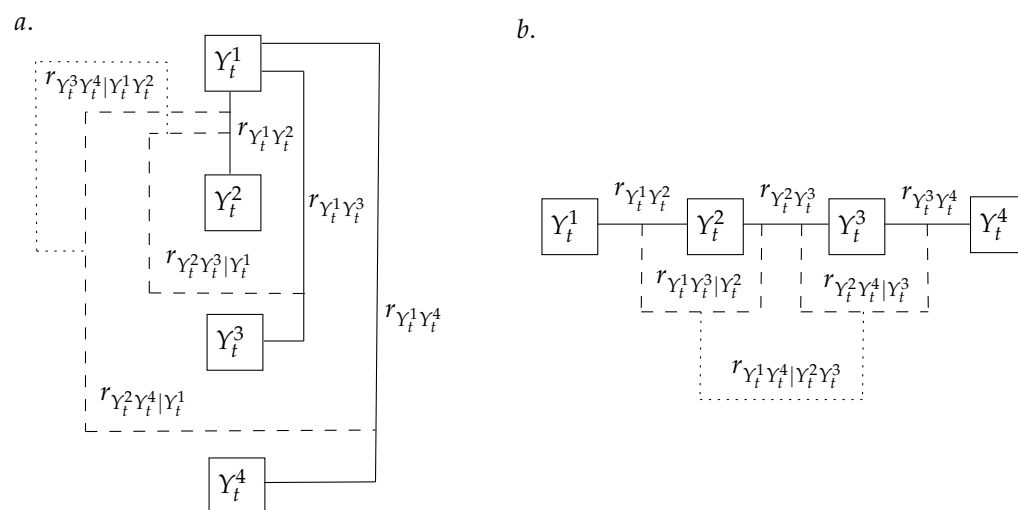 a.
Y_t^1
r_{Y_t^3 Y_t^4|Y_t^1 Y_t^2}
r_{Y_t^1 Y_t^2}
Y_t^2
r_{Y_t^1 Y_t^3}
r_{Y_t^2 Y_t^3|Y_t^1}
Y_t^3
r_{Y_t^1 Y_t^4}
r_{Y_t^2 Y_t^4|Y_t^1}
Y_t^4
b.
r_{Y_t^1 Y_t^2} r_{Y_t^2 Y_t^3} r_{Y_t^3 Y_t^4}
Y_t^1 Y_t^2 Y_t^3 Y_t^4
r_{Y_t^1 Y_t^3|Y_t^2} r_{Y_t^2 Y_t^4|Y_t^3}
r_{Y_t^1 Y_t^4|Y_t^2 Y_t^3}